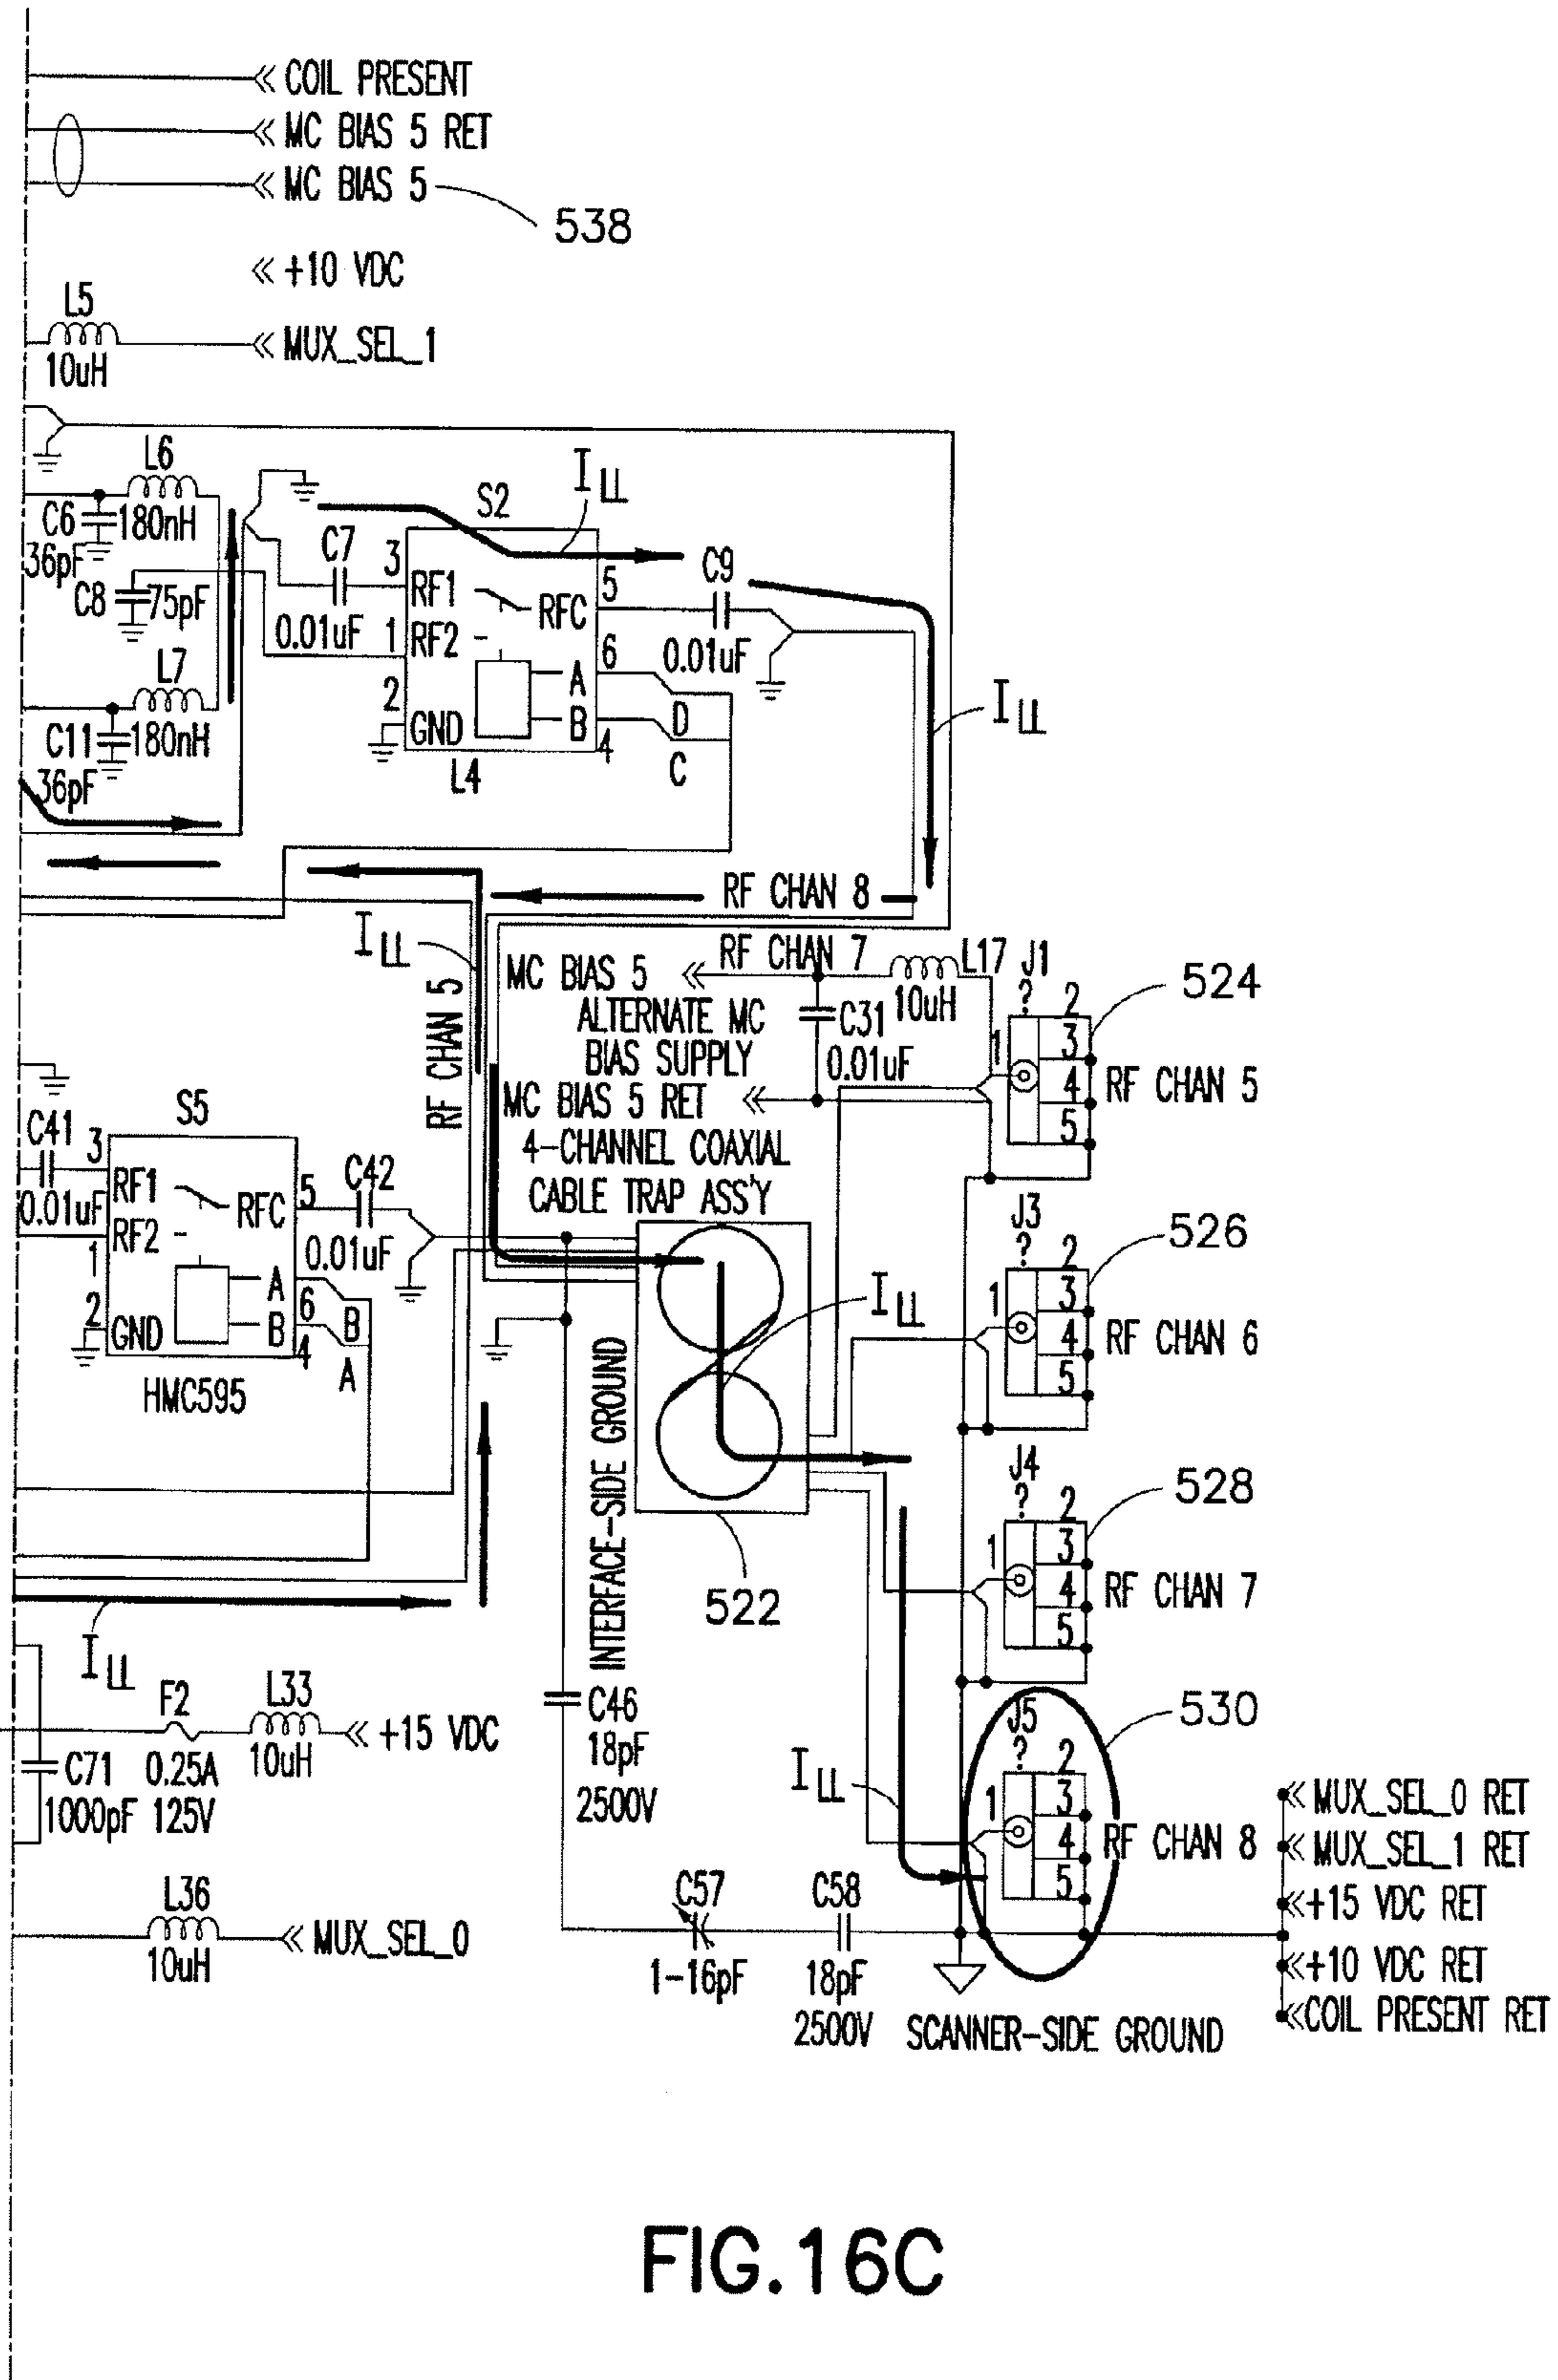 COIL PRESENT
MC BIAS 5 RET
MC BIAS 5
538
+10 VDC
L5
10uH
MUX_SEL_1
L6
180nH
C6
36pF
C8
75pF
L7
180nH
C11
36pF
C7
0.01uF
S2
I LL
3
RF1
1
RF2
2
GND
RFC
5
A
6
B
4
L4
D
C
C9
0.01uF
I LL
RF CHAN 8
I LL
RF CHAN 5
RF CHAN 7
MC BIAS 5
ALTERNATE MC
BIAS SUPPLY
MC BIAS 5 RET
C31
0.01uF
L17
10uH
J1
?
1
2
3
4
5
524
RF CHAN 5
4-CHANNEL COAXIAL
CABLE TRAP ASS'Y
C41
0.01uF
S5
3
RF1
1
RF2
2
GND
RFC
5
A
6
B
4
HMC595
B
A
C42
0.01uF
I LL
522
INTERFACE-SIDE GROUND
J3
?
1
2
3
4
5
526
RF CHAN 6
J4
?
1
2
3
4
5
528
RF CHAN 7
I LL
F2
0.25A
125V
L33
10uH
+15 VDC
C71
1000pF
C46
18pF
2500V
I LL
J5
?
1
2
3
4
5
530
RF CHAN 8
MUX_SEL_0 RET
MUX_SEL_1 RET
+15 VDC RET
+10 VDC RET
COIL PRESENT RET
L36
10uH
MUX_SEL_0
C57
1-16pF
C58
18pF
2500V
SCANNER-SIDE GROUND
FIG.16C